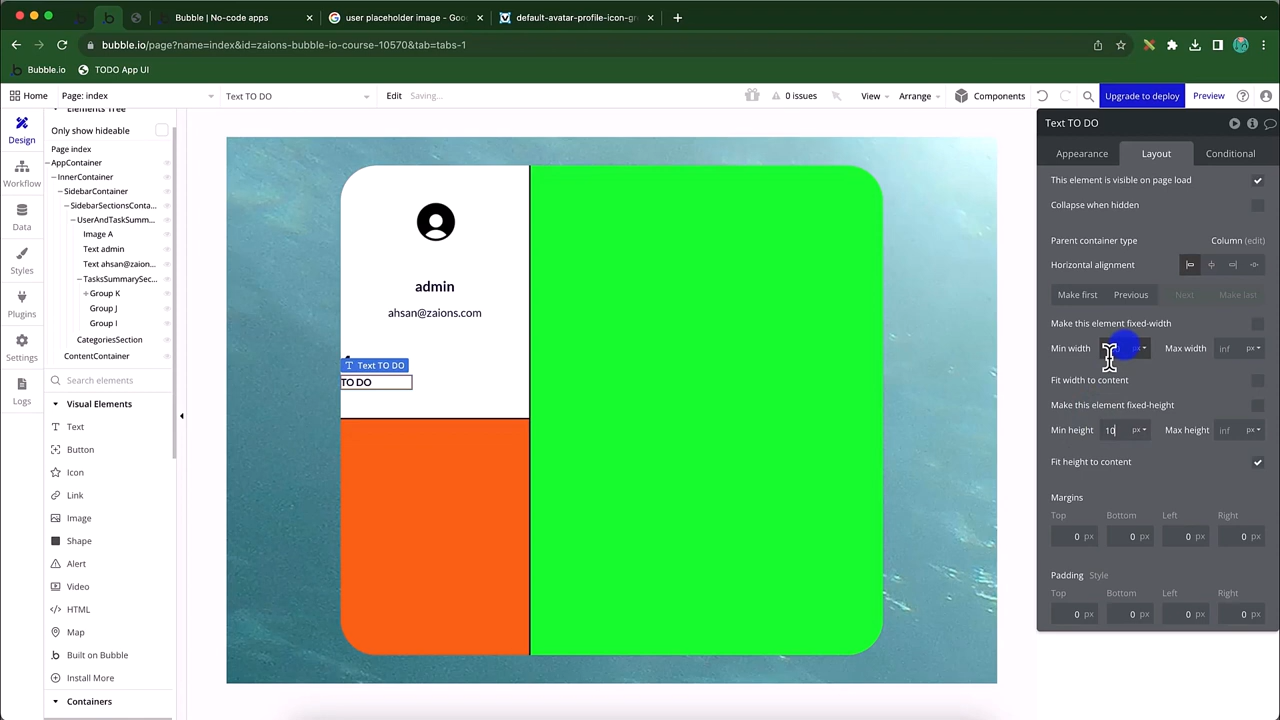 Bubble | No-code apps
user placeholder image - Goo
default-avatar-profile-icon-gr
bubble.io/page?name=index&id=zaions-bubble-io-course-10570&tab=tabs-1
Bubble.io
TODO App UI
Home
Page: index
Text TO DO
Edit
Saving...
0 issues
View
Arrange
Components
Upgrade to deploy
Preview
Design
Workflow
Data
Styles
Plugins
Settings
Logs
Elements Tree
Only show hideable
Page index
AppContainer
InnerContainer
SidebarContainer
SidebarSectionsConta...
UserAndTaskSumm...
Image A
Text admin
Text ahsan@zaion...
TasksSummarySec...
Group K
Group J
Group I
CategoriesSection
ContentContainer
Search elements
Visual Elements
Text
Button
Icon
Link
Image
Shape
Alert
Video
HTML
Map
Built on Bubble
Install More
Containers
admin
ahsan@zaions.com
Text TO DO
TO DO
Text TO DO
Appearance
Layout
Conditional
This element is visible on page load
Collapse when hidden
Parent container type
Column (edit)
Horizontal alignment
Make first
Previous
Next
Make last
Make this element fixed-width
Min width
px
Max width
inf px
Fit width to content
Make this element fixed-height
Min height
10 px
Max height
inf px
Fit height to content
Margins
Top
Bottom
Left
Right
0 px
0 px
0 px
0 px
Padding
Style
Top
Bottom
Left
Right
0 px
0 px
0 px
0 px